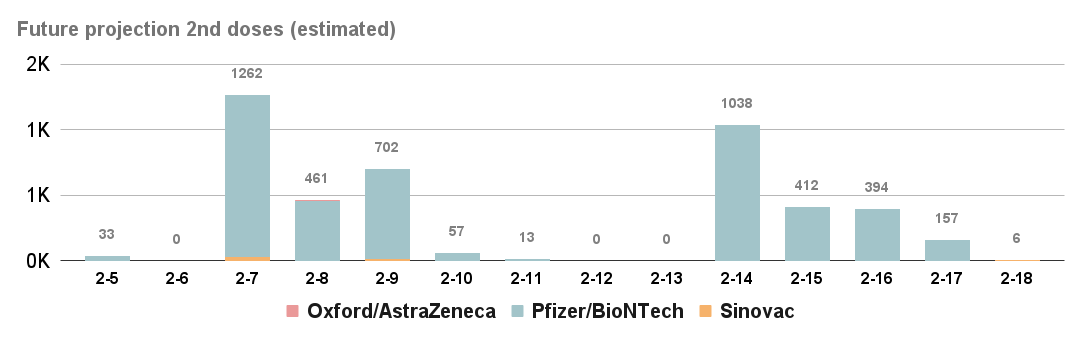 Future projection 2nd doses (estimated)
2K
1K
1K
0K
33
0
1262
461
702
57
13
0
0
1038
412
394
157
6
2-5 2-6 2-7 2-8 2-9 2-10 2-11 2-12 2-13 2-14 2-15 2-16 2-17 2-18
Oxford/AstraZeneca Pfizer/BioNTech Sinovac